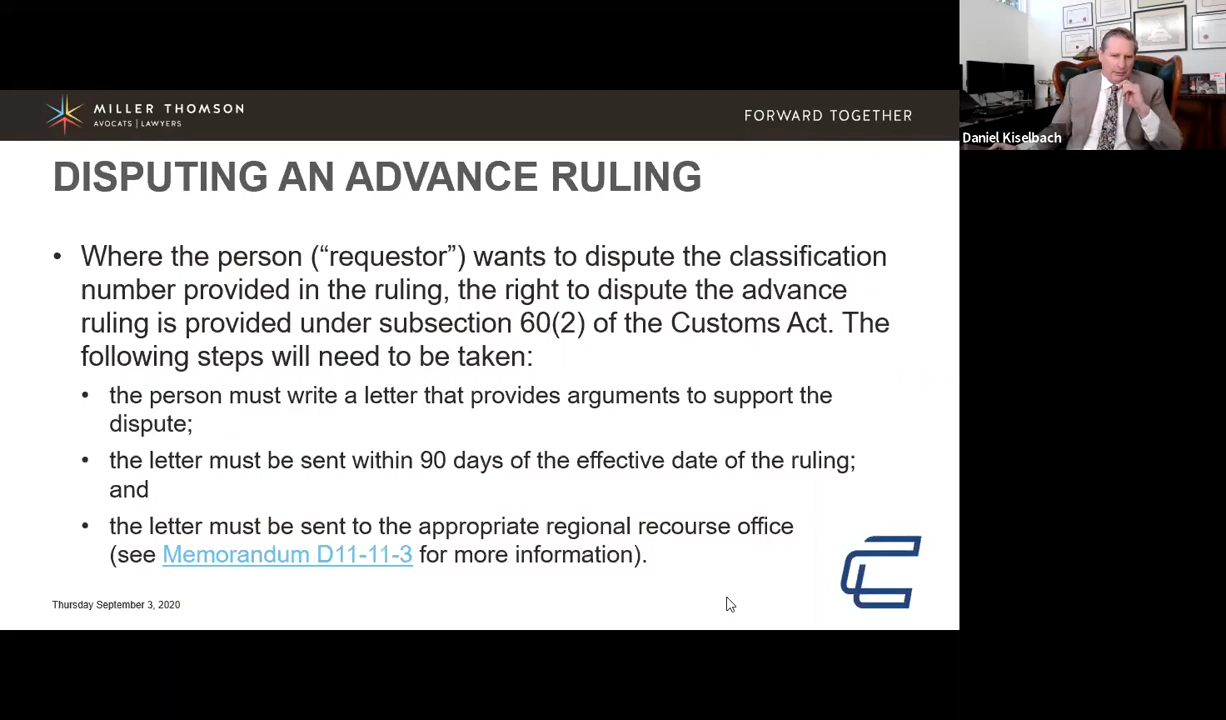 MILLER THOMSON
AVOCATS | LAWYERS
FORWARD TOGETHER
Daniel Kiselbach
DISPUTING AN ADVANCE RULING
• Where the person (“requestor”) wants to dispute the classification
number provided in the ruling, the right to dispute the advance
ruling is provided under subsection 60(2) of the Customs Act. The
following steps will need to be taken:
• the person must write a letter that provides arguments to support the
dispute;
• the letter must be sent within 90 days of the effective date of the ruling;
and
• the letter must be sent to the appropriate regional recourse office
(see Memorandum D11-11-3 for more information).
Thursday September 3, 2020